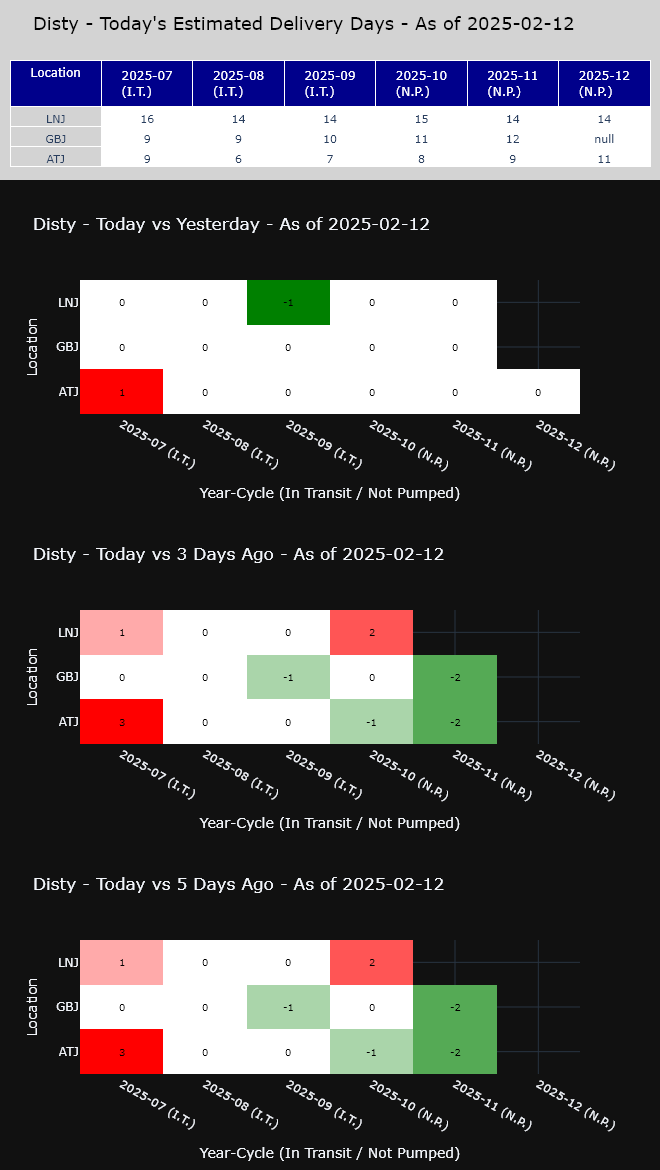 Disty - Today's Estimated Delivery Days - As of 2025-02-12
Location 2025-07 (I.T.) 2025-08 (I.T.) 2025-09 (I.T.) 2025-10 (N.P.) 2025-11 (N.P.) 2025-12 (N.P.)
LNJ 16 14 14 15 14 14
GBJ 9 9 10 11 12 null
ATJ 9 6 7 8 9 11
Disty - Today vs Yesterday - As of 2025-02-12
LNJ 0 0 -1 0 0
GBJ 0 0 0 0 0
ATJ 1 0 0 0 0 0
Location
2025-07 (I.T.) 2025-08 (I.T.) 2025-09 (I.T.) 2025-10 (N.P.) 2025-11 (N.P.) 2025-12 (N.P.)
Year-Cycle (In Transit / Not Pumped)
Disty - Today vs 3 Days Ago - As of 2025-02-12
LNJ 1 0 0 2
GBJ 0 0 -1 0 -2
ATJ 3 0 0 -1 -2
Location
2025-07 (I.T.) 2025-08 (I.T.) 2025-09 (I.T.) 2025-10 (N.P.) 2025-11 (N.P.) 2025-12 (N.P.)
Year-Cycle (In Transit / Not Pumped)
Disty - Today vs 5 Days Ago - As of 2025-02-12
LNJ 1 0 0 2
GBJ 0 0 -1 0 -2
ATJ 3 0 0 -1 -2
Location
2025-07 (I.T.) 2025-08 (I.T.) 2025-09 (I.T.) 2025-10 (N.P.) 2025-11 (N.P.) 2025-12 (N.P.)
Year-Cycle (In Transit / Not Pumped)